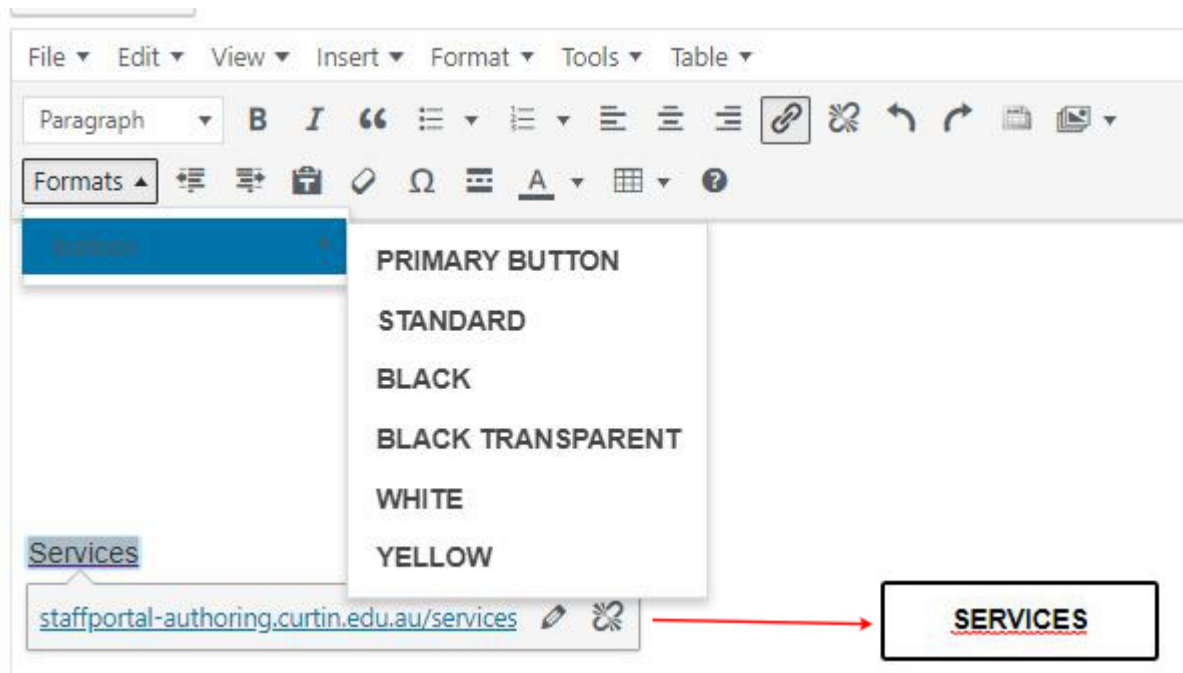 File Edit View Insert Format Tools Table
Paragraph B I
Formats Ω A
PRIMARY BUTTON
STANDARD
BLACK
BLACK TRANSPARENT
WHITE
YELLOW
Services
staffportal-authoring.curtin.edu.au/services
SERVICES